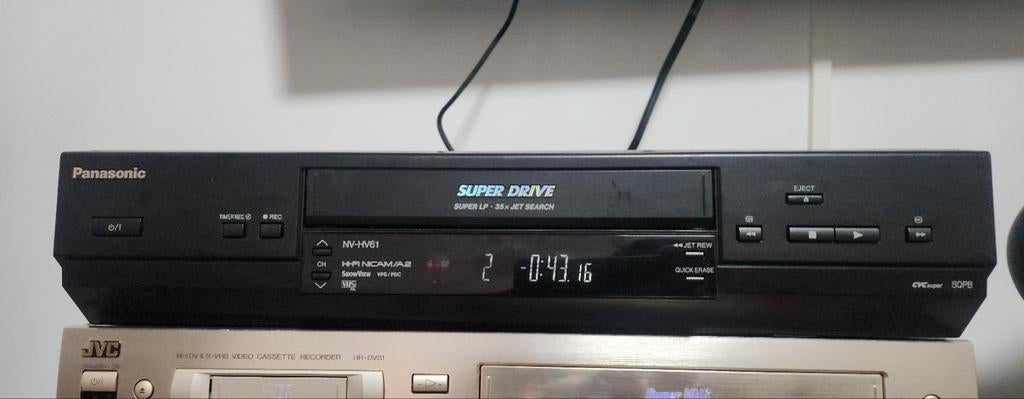 Panasonic
⏻/I
TIMER REC
● REC
SUPER DRIVE
SUPER LP · 35× JET SEARCH
NV-HV61
CH
HI-FI NICAM/A2
SHOWVIEW VPS/PDC
VHS
2 -0:43.16
◀◀ JET REW
QUICK ERASE
EJECT
CVC super SQPB
JVC
Mini DV & S-VHS VIDEO CASSETTE RECORDER HR-DVS1
⏻/I